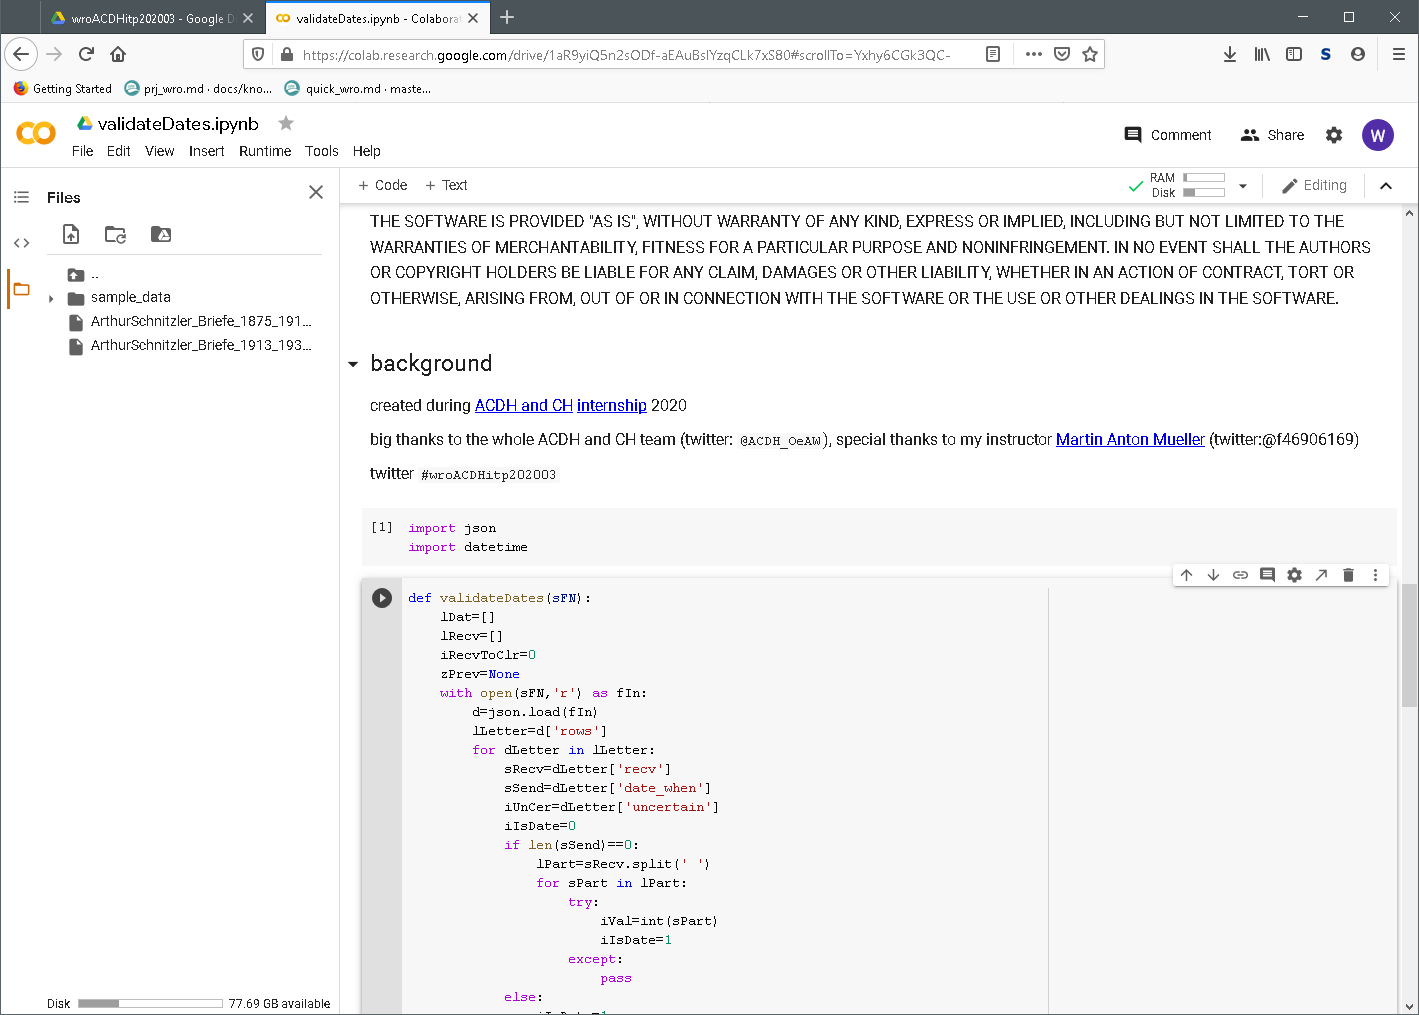 wroACDHitp202003 - Google D
validateDates.ipynb - Colaborat
https://colab.research.google.com/drive/1aR9yiQ5n2sODf-aEAuBslYzqCLk7xS80#scrollTo=Yxhy6CGk3QC-
Getting Started prj_wro.md · docs/kno... quick_wro.md · maste...
validateDates.ipynb
Comment Share W
File Edit View Insert Runtime Tools Help
Files
+ Code + Text
RAM
Disk
Editing
..
sample_data
ArthurSchnitzler_Briefe_1875_191...
ArthurSchnitzler_Briefe_1913_193...
Disk 77.69 GB available
THE SOFTWARE IS PROVIDED "AS IS", WITHOUT WARRANTY OF ANY KIND, EXPRESS OR IMPLIED, INCLUDING BUT NOT LIMITED TO THE
WARRANTIES OF MERCHANTABILITY, FITNESS FOR A PARTICULAR PURPOSE AND NONINFRINGEMENT. IN NO EVENT SHALL THE AUTHORS
OR COPYRIGHT HOLDERS BE LIABLE FOR ANY CLAIM, DAMAGES OR OTHER LIABILITY, WHETHER IN AN ACTION OF CONTRACT, TORT OR
OTHERWISE, ARISING FROM, OUT OF OR IN CONNECTION WITH THE SOFTWARE OR THE USE OR OTHER DEALINGS IN THE SOFTWARE.
background
created during ACDH and CH internship 2020
big thanks to the whole ACDH and CH team (twitter: @ACDH_OeAW), special thanks to my instructor Martin Anton Mueller (twitter:@f46906169)
twitter #wroACDHitp202003
[1] import json
import datetime
def validateDates(sFN):
    lDat=[]
    lRecv=[]
    iRecvToClr=0
    zPrev=None
    with open(sFN,'r') as fIn:
        d=json.load(fIn)
        lLetter=d['rows']
        for dLetter in lLetter:
            sRecv=dLetter['recv']
            sSend=dLetter['date_when']
            iUnCer=dLetter['uncertain']
            iIsDate=0
            if len(sSend)==0:
                lPart=sRecv.split(' ')
                for sPart in lPart:
                    try:
                        iVal=int(sPart)
                        iIsDate=1
                    except:
                        pass
            else: